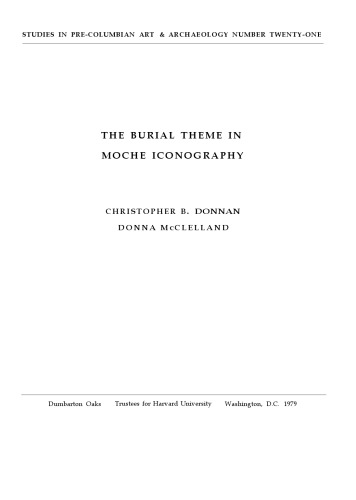 STUDIES IN PRE-COLUMBIAN ART & ARCHAEOLOGY NUMBER TWENTY-ONE
THE BURIAL THEME IN
MOCHE ICONOGRAPHY
CHRISTOPHER B. DONNAN
DONNA McCLELLAND
Dumbarton Oaks Trustees for Harvard University Washington, D.C. 1979